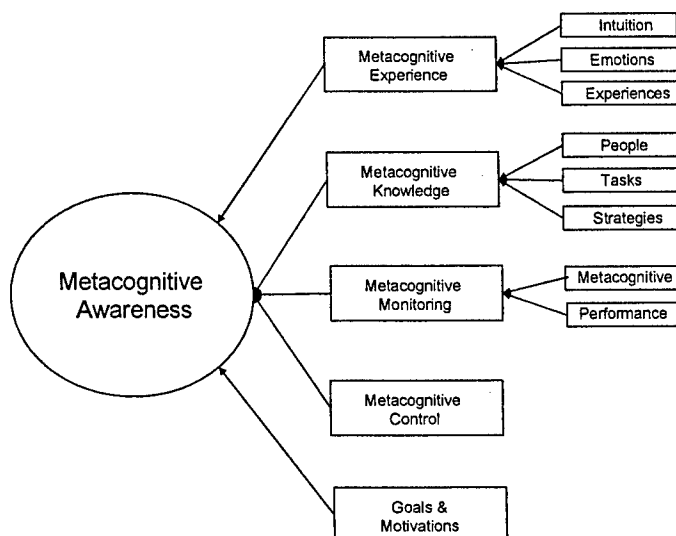 Metacognitive
Experience
Intuition
Emotions
Experiences
Metacognitive
Knowledge
People
Tasks
Strategies
Metacognitive
Awareness
Metacognitive
Monitoring
Metacognitive
Performance
Metacognitive
Control
Goals &
Motivations